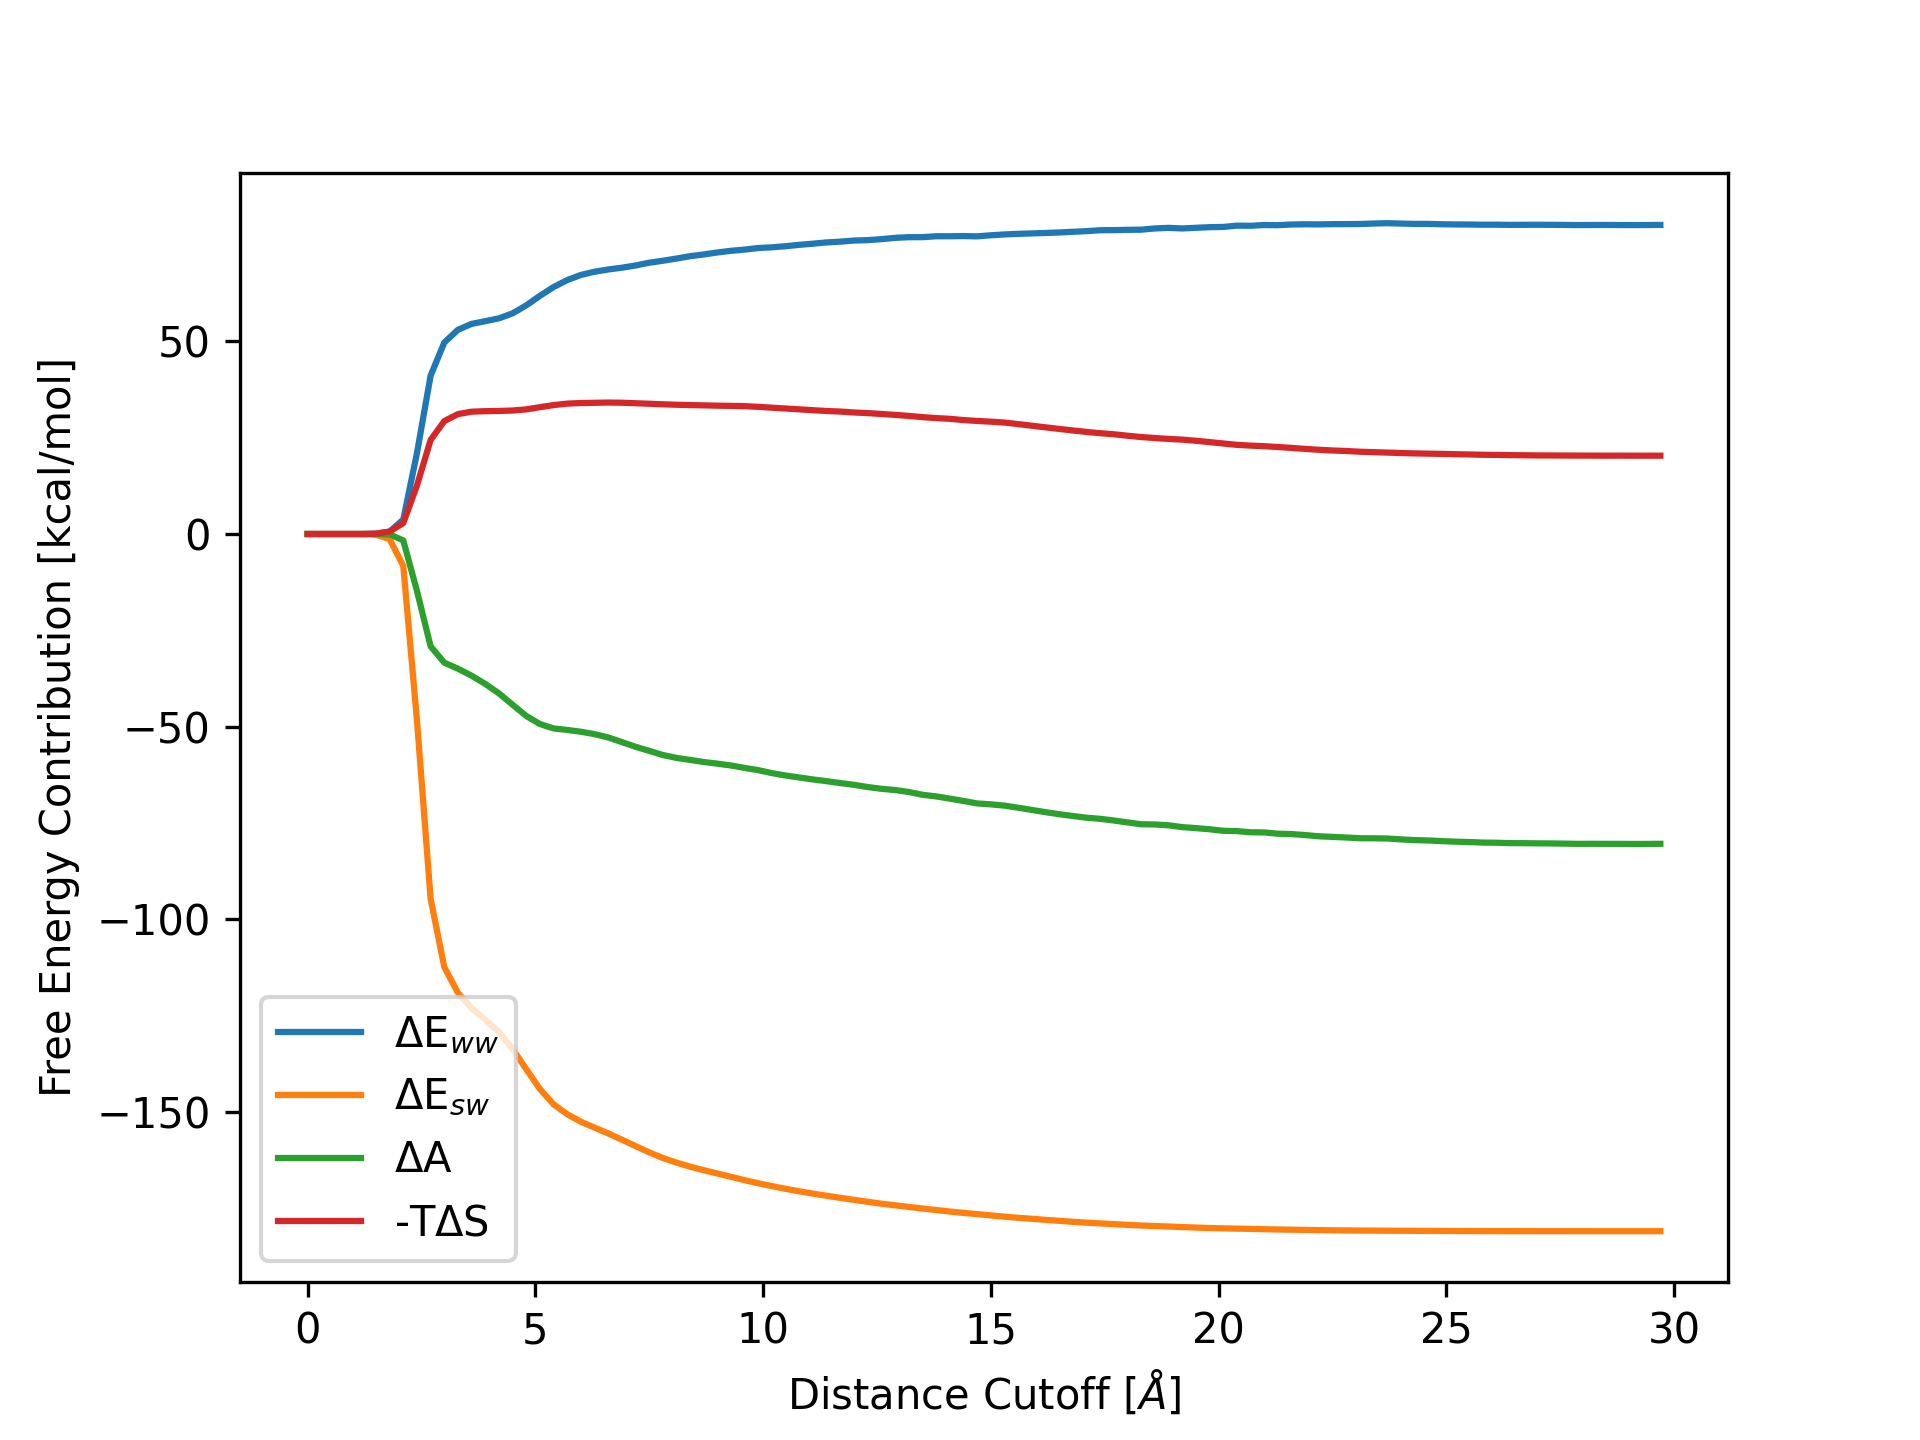 50
0
−50
−100
−150
Free Energy Contribution [kcal/mol]
ΔE_ww
ΔE_sw
ΔA
-TΔS
0 5 10 15 20 25 30
Distance Cutoff [Å]